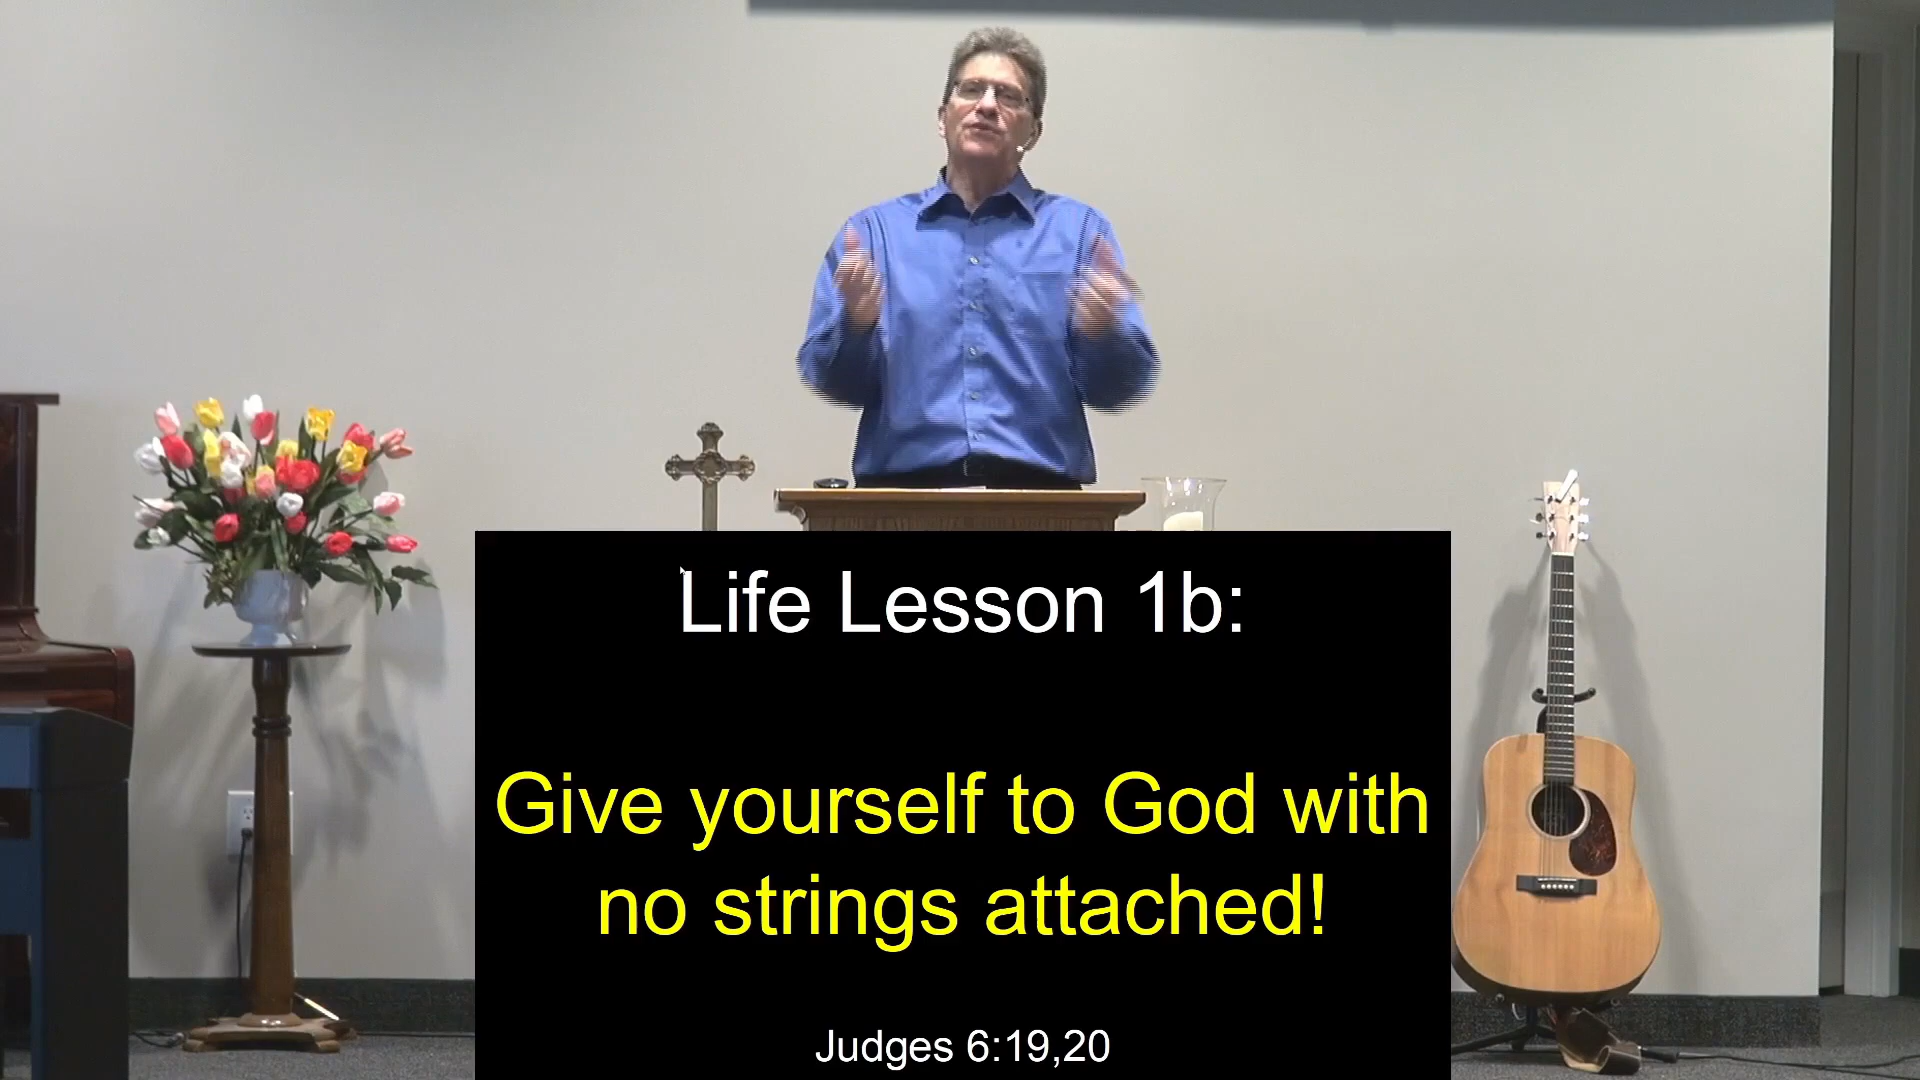 Life Lesson 1b:
Give yourself to God with
no strings attached!
Judges 6:19,20